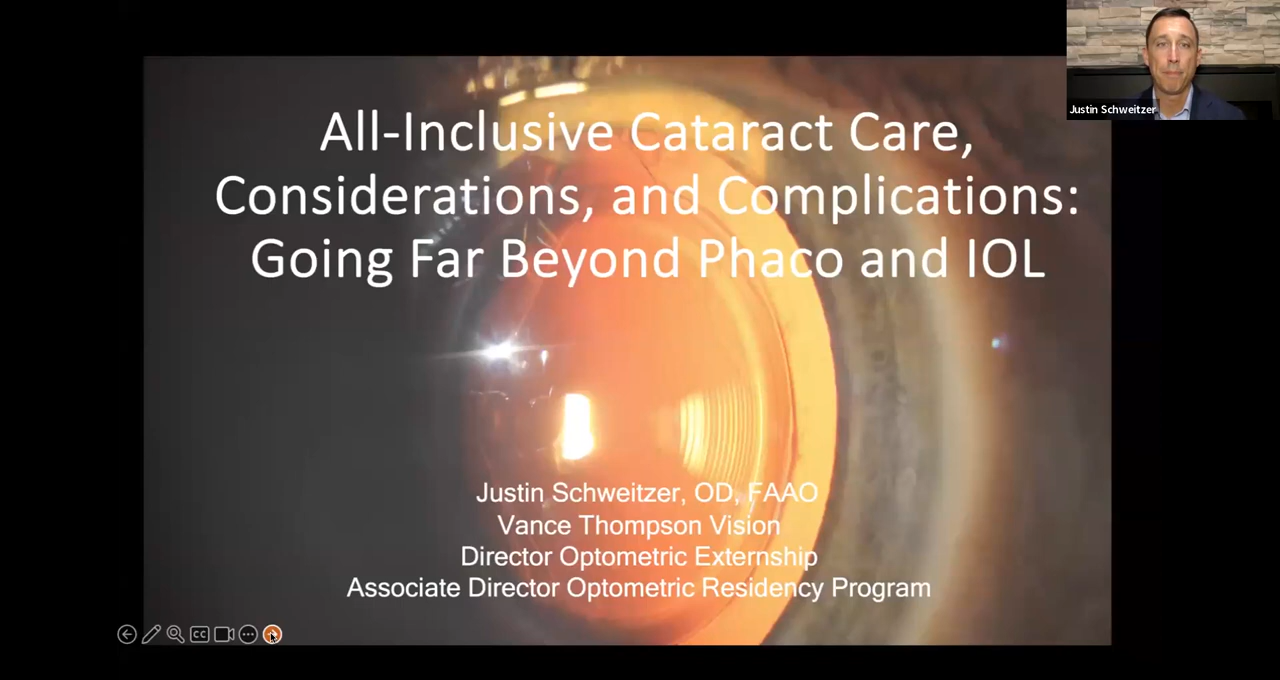 Justin Schweitzer
All-Inclusive Cataract Care,
Considerations, and Complications:
Going Far Beyond Phaco and IOL
Justin Schweitzer, OD, FAAO
Vance Thompson Vision
Director Optometric Externship
Associate Director Optometric Residency Program
CC